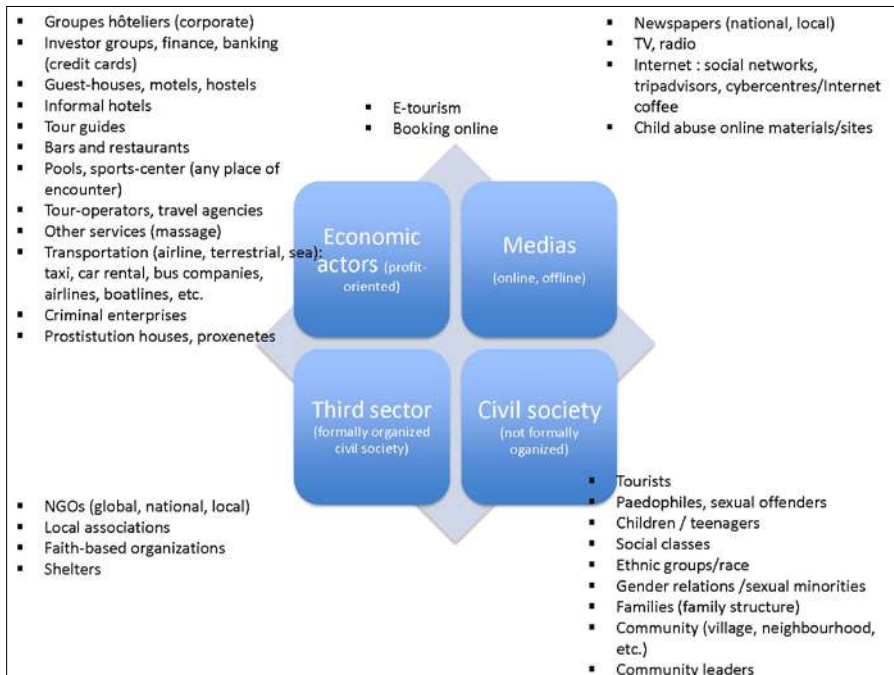 ▪ Groupes hôteliers (corporate)
▪ Investor groups, finance, banking
(credit cards)
▪ Guest-houses, motels, hostels
▪ Informal hotels
▪ Tour guides
▪ Bars and restaurants
▪ Pools, sports-center (any place of
encounter)
▪ Tour-operators, travel agencies
▪ Other services (massage)
▪ Transportation (airline, terrestrial, sea):
taxi, car rental, bus companies,
airlines, boatlines, etc.
▪ Criminal enterprises
▪ Prostistution houses, proxenetes
▪ E-tourism
▪ Booking online
▪ Newspapers (national, local)
▪ TV, radio
▪ Internet : social networks,
tripadvisors, cybercentres/Internet
coffee
▪ Child abuse online materials/sites
Economic
actors (profit-
oriented)
Medias
(online, offline)
Third sector
(formally organized
civil society)
Civil society
(not formally
oganized)
▪ NGOs (global, national, local)
▪ Local associations
▪ Faith-based organizations
▪ Shelters
▪ Tourists
▪ Paedophiles, sexual offenders
▪ Children / teenagers
▪ Social classes
▪ Ethnic groups/race
▪ Gender relations /sexual minorities
▪ Families (family structure)
▪ Community (village, neighbourhood,
etc.)
▪ Community leaders